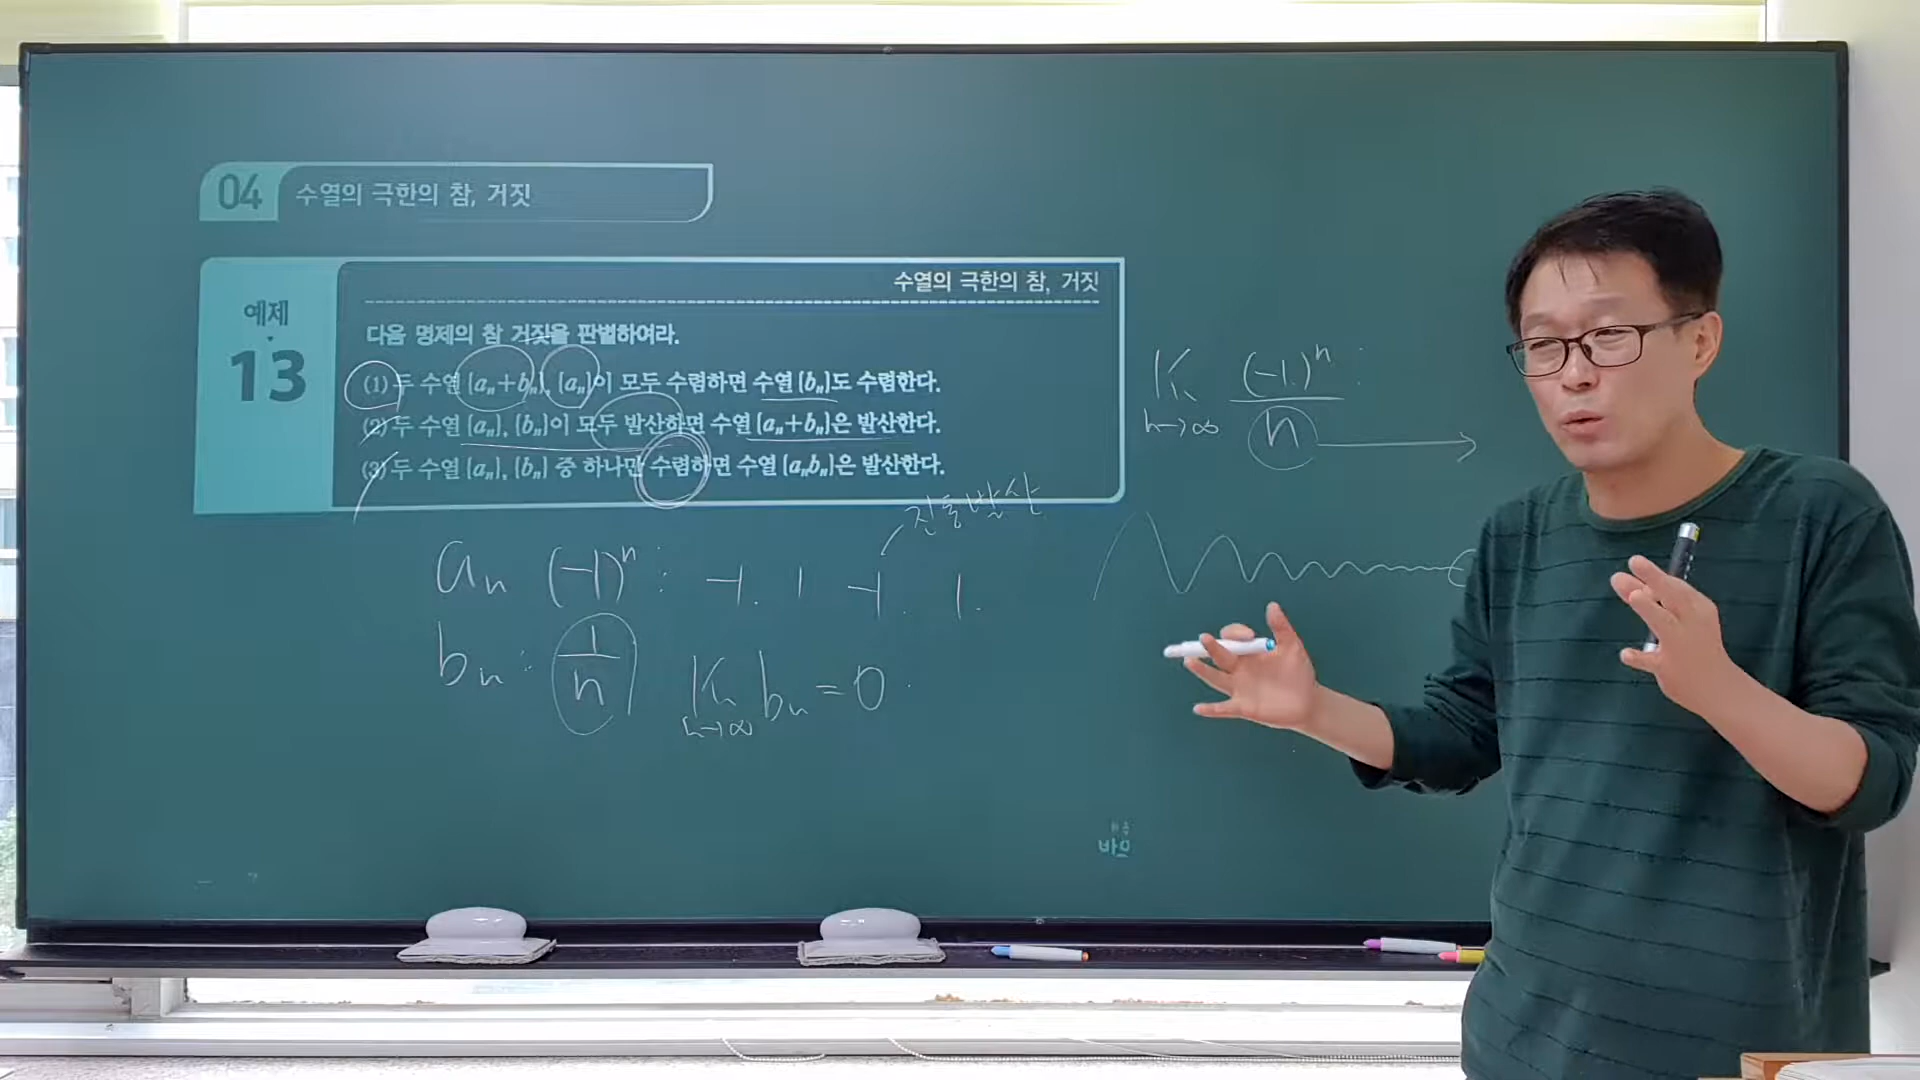 04 수열의 극한의 참, 거짓
수열의 극한의 참, 거짓
예제
13
다음 명제의 참 거짓을 판별하여라.
(1) 두 수열 {aₙ+bₙ}, {aₙ}이 모두 수렴하면 수열 {bₙ}도 수렴한다.
(2) 두 수열 {aₙ}, {bₙ}이 모두 발산하면 수열 {aₙ+bₙ}은 발산한다.
(3) 두 수열 {aₙ}, {bₙ} 중 하나만 수렴하면 수열 {aₙbₙ}은 발산한다.
진동발산
aₙ (-1)ⁿ : -1. 1 -1. 1.
bₙ : 1/n lim n→∞ bₙ = 0
lim n→∞ (-1)ⁿ/n :